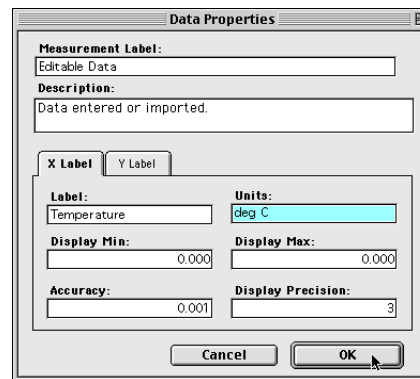 Data Properties
Measurement Label:
Editable Data
Description:
Data entered or imported.
X Label
Y Label
Label:
Units:
Temperature
deg C
Display Min:
Display Max:
0.000
0.000
Accuracy:
Display Precision:
0.001
3
Cancel
OK